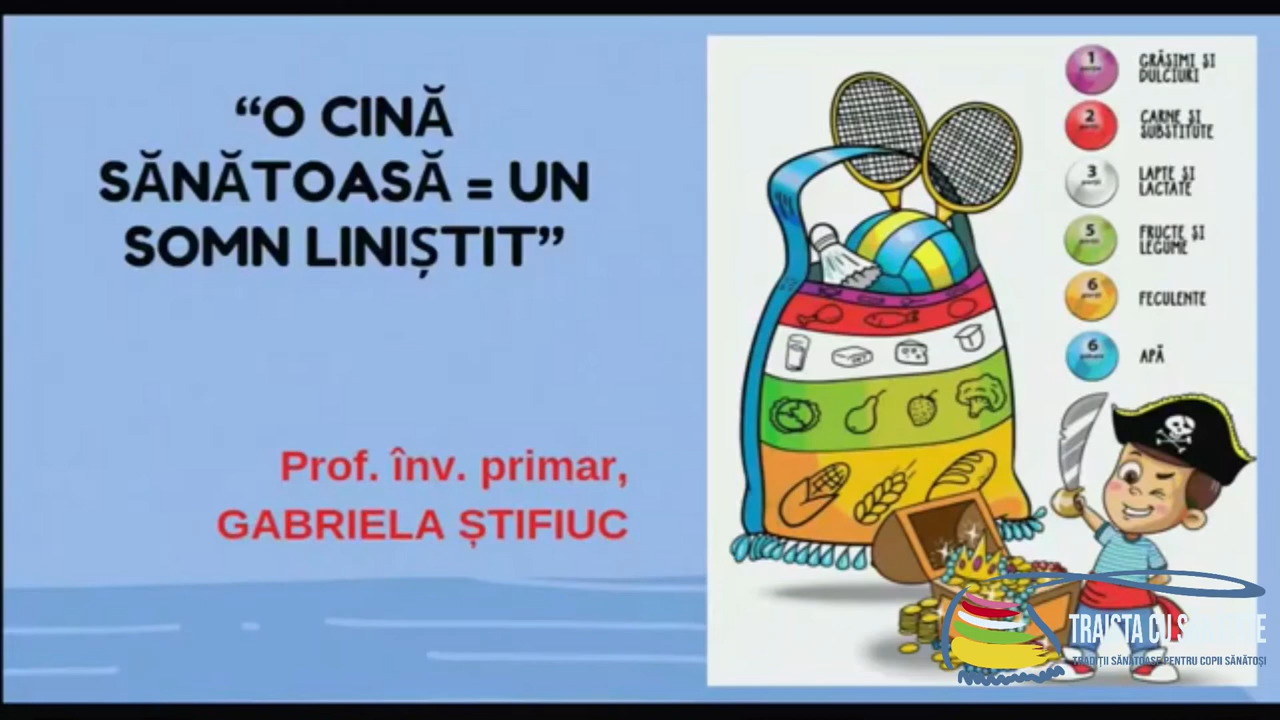 “O CINĂ
SĂNĂTOASĂ = UN
SOMN LINIȘTIT”
Prof. înv. primar,
GABRIELA ȘTIFIUC
1
GRĂSIMI ȘI
DULCIURI
2
CARNE ȘI
SUBSTITUTE
3
LAPTE ȘI
LACTATE
5
FRUCTE ȘI
LEGUME
6
FECULENTE
6
APĂ
TRAISTA CU
TRADIȚII SĂNĂTOASE PENTRU COPII SĂNĂTOȘI